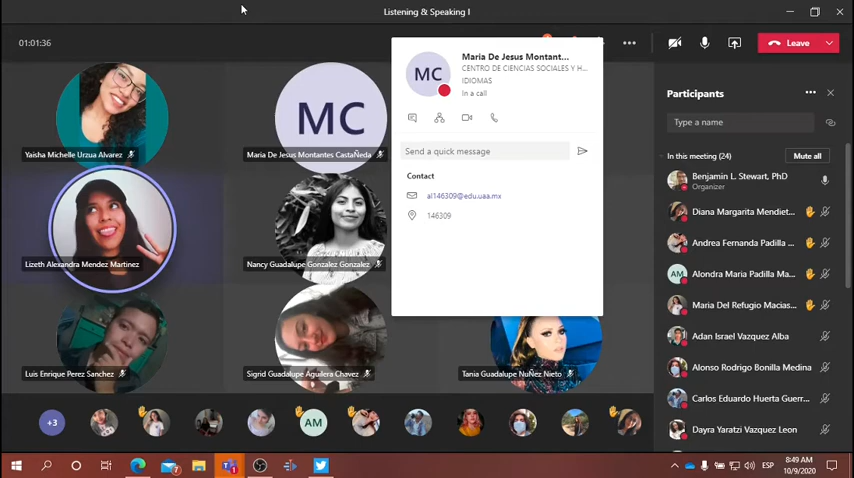 Listening & Speaking I
01:01:36
Leave
MC
Maria De Jesus Montant...
CENTRO DE CIENCIAS SOCIALES Y H...
IDIOMAS
In a call
Send a quick message
Contact
al146309@edu.uaa.mx
146309
Yaisha Michelle Urzua Alvarez
MC
Maria De Jesus Montantes CastaÑeda
Lizeth Alexandra Mendez Martinez
Nancy Guadalupe Gonzalez Gonzalez
Luis Enrique Perez Sanchez
Sigrid Guadalupe Aguilera Chavez
Tania Guadalupe NuÑez Nieto
+3
AM
Participants
Type a name
In this meeting (24)
Mute all
Benjamin L. Stewart, PhD
Organizer
Diana Margarita Mendiet...
Andrea Fernanda Padilla ...
AM
Alondra Maria Padilla Ma...
Maria Del Refugio Macias...
Adan Israel Vazquez Alba
Alonso Rodrigo Bonilla Medina
Carlos Eduardo Huerta Guerr...
Dayra Yaratzi Vazquez Leon
ESP
8:49 AM
10/9/2020